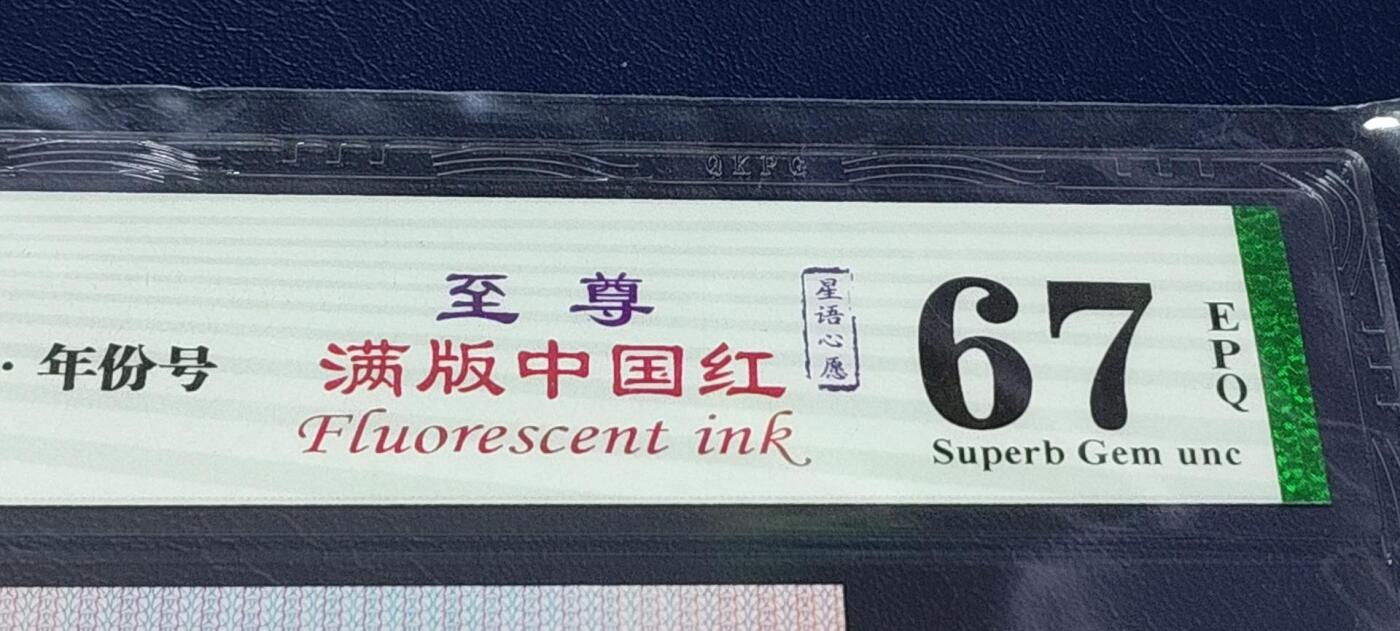 QKPG
· 年份号
至尊
满版中国红
Fluorescent ink
星语心愿
67
EPQ
Superb Gem unc